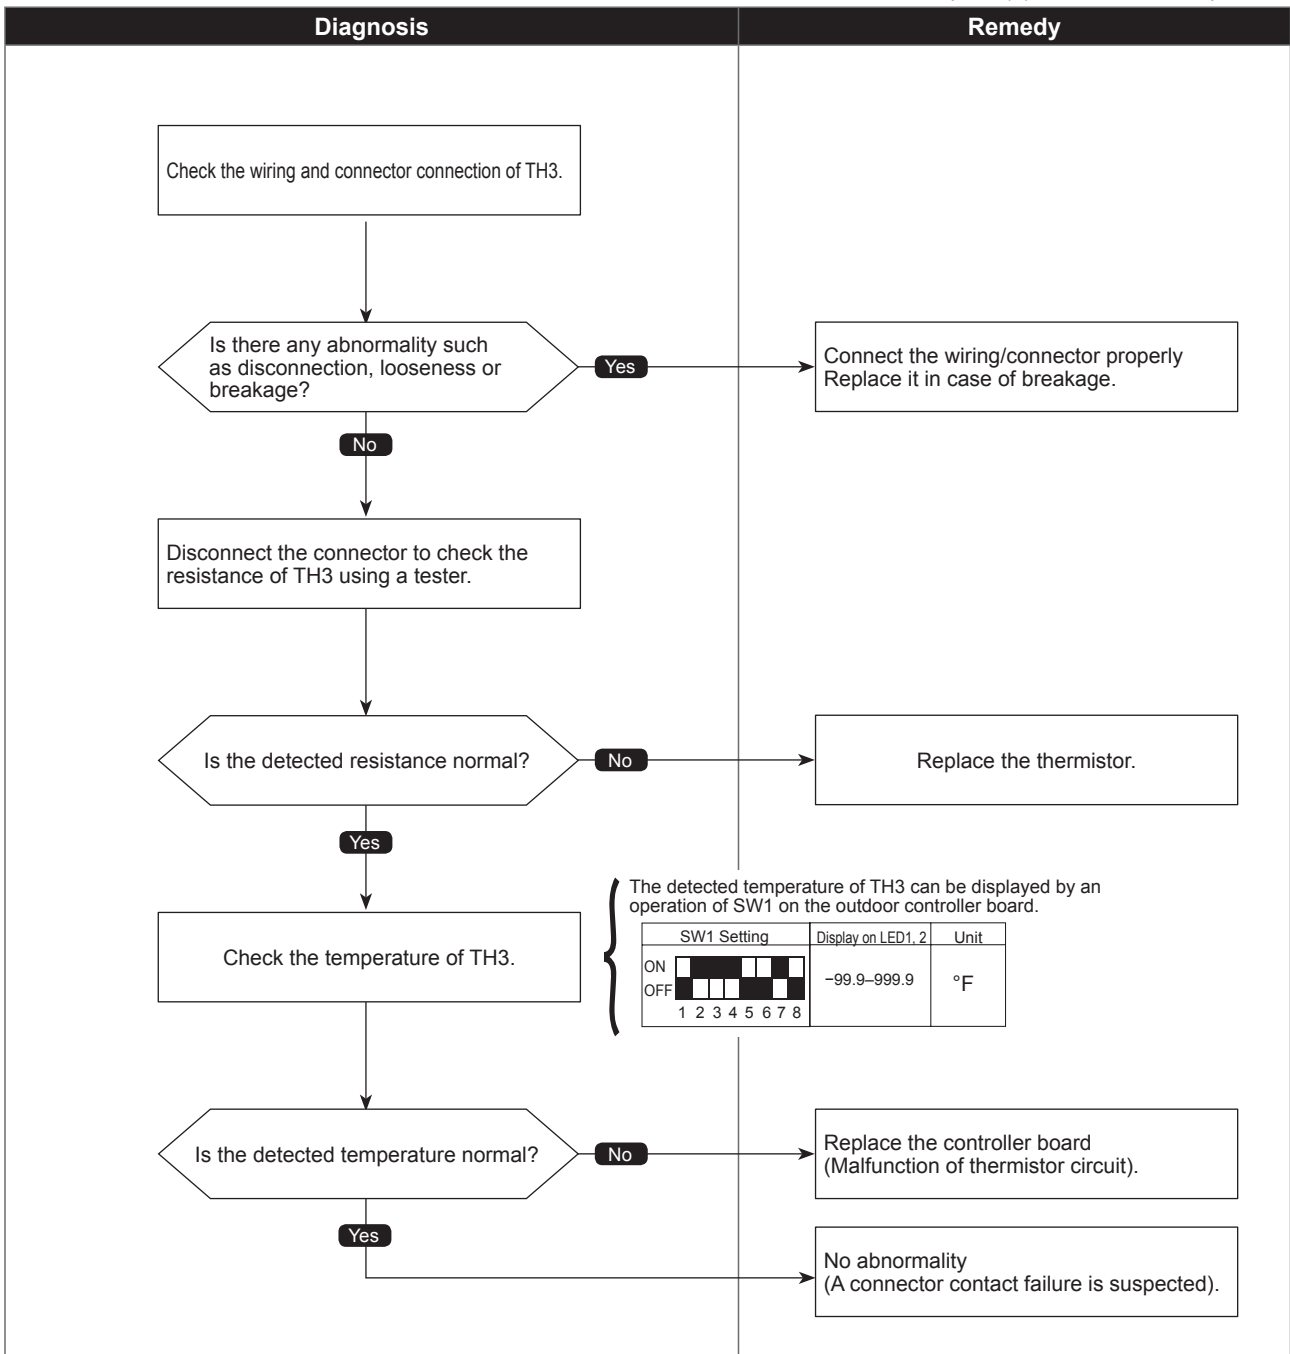 Diagnosis
Remedy
Check the wiring and connector connection of TH3.
Is there any abnormality such
as disconnection, looseness or
breakage?
Yes
Connect the wiring/connector properly
Replace it in case of breakage.
No
Disconnect the connector to check the
resistance of TH3 using a tester.
Is the detected resistance normal?
No
Replace the thermistor.
Yes
The detected temperature of TH3 can be displayed by an
operation of SW1 on the outdoor controller board.
Check the temperature of TH3.
SW1 Setting
Display on LED1, 2
Unit
ON
OFF
1 2 3 4 5 6 7 8
−99.9–999.9
°F
Is the detected temperature normal?
No
Replace the controller board
(Malfunction of thermistor circuit).
Yes
No abnormality
(A connector contact failure is suspected).